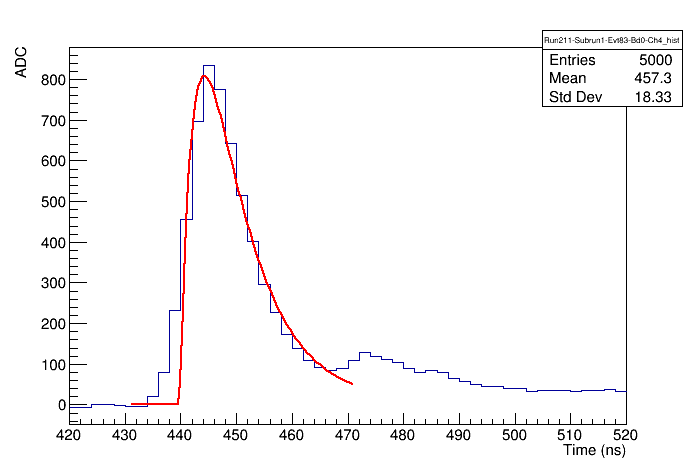 Run211-Subrun1-Evt83-Bd0-Ch4_hist
Entries 5000
Mean 457.3
Std Dev 18.33
ADC
800
700
600
500
400
300
200
100
0
420 430 440 450 460 470 480 490 500 510 520
Time (ns)